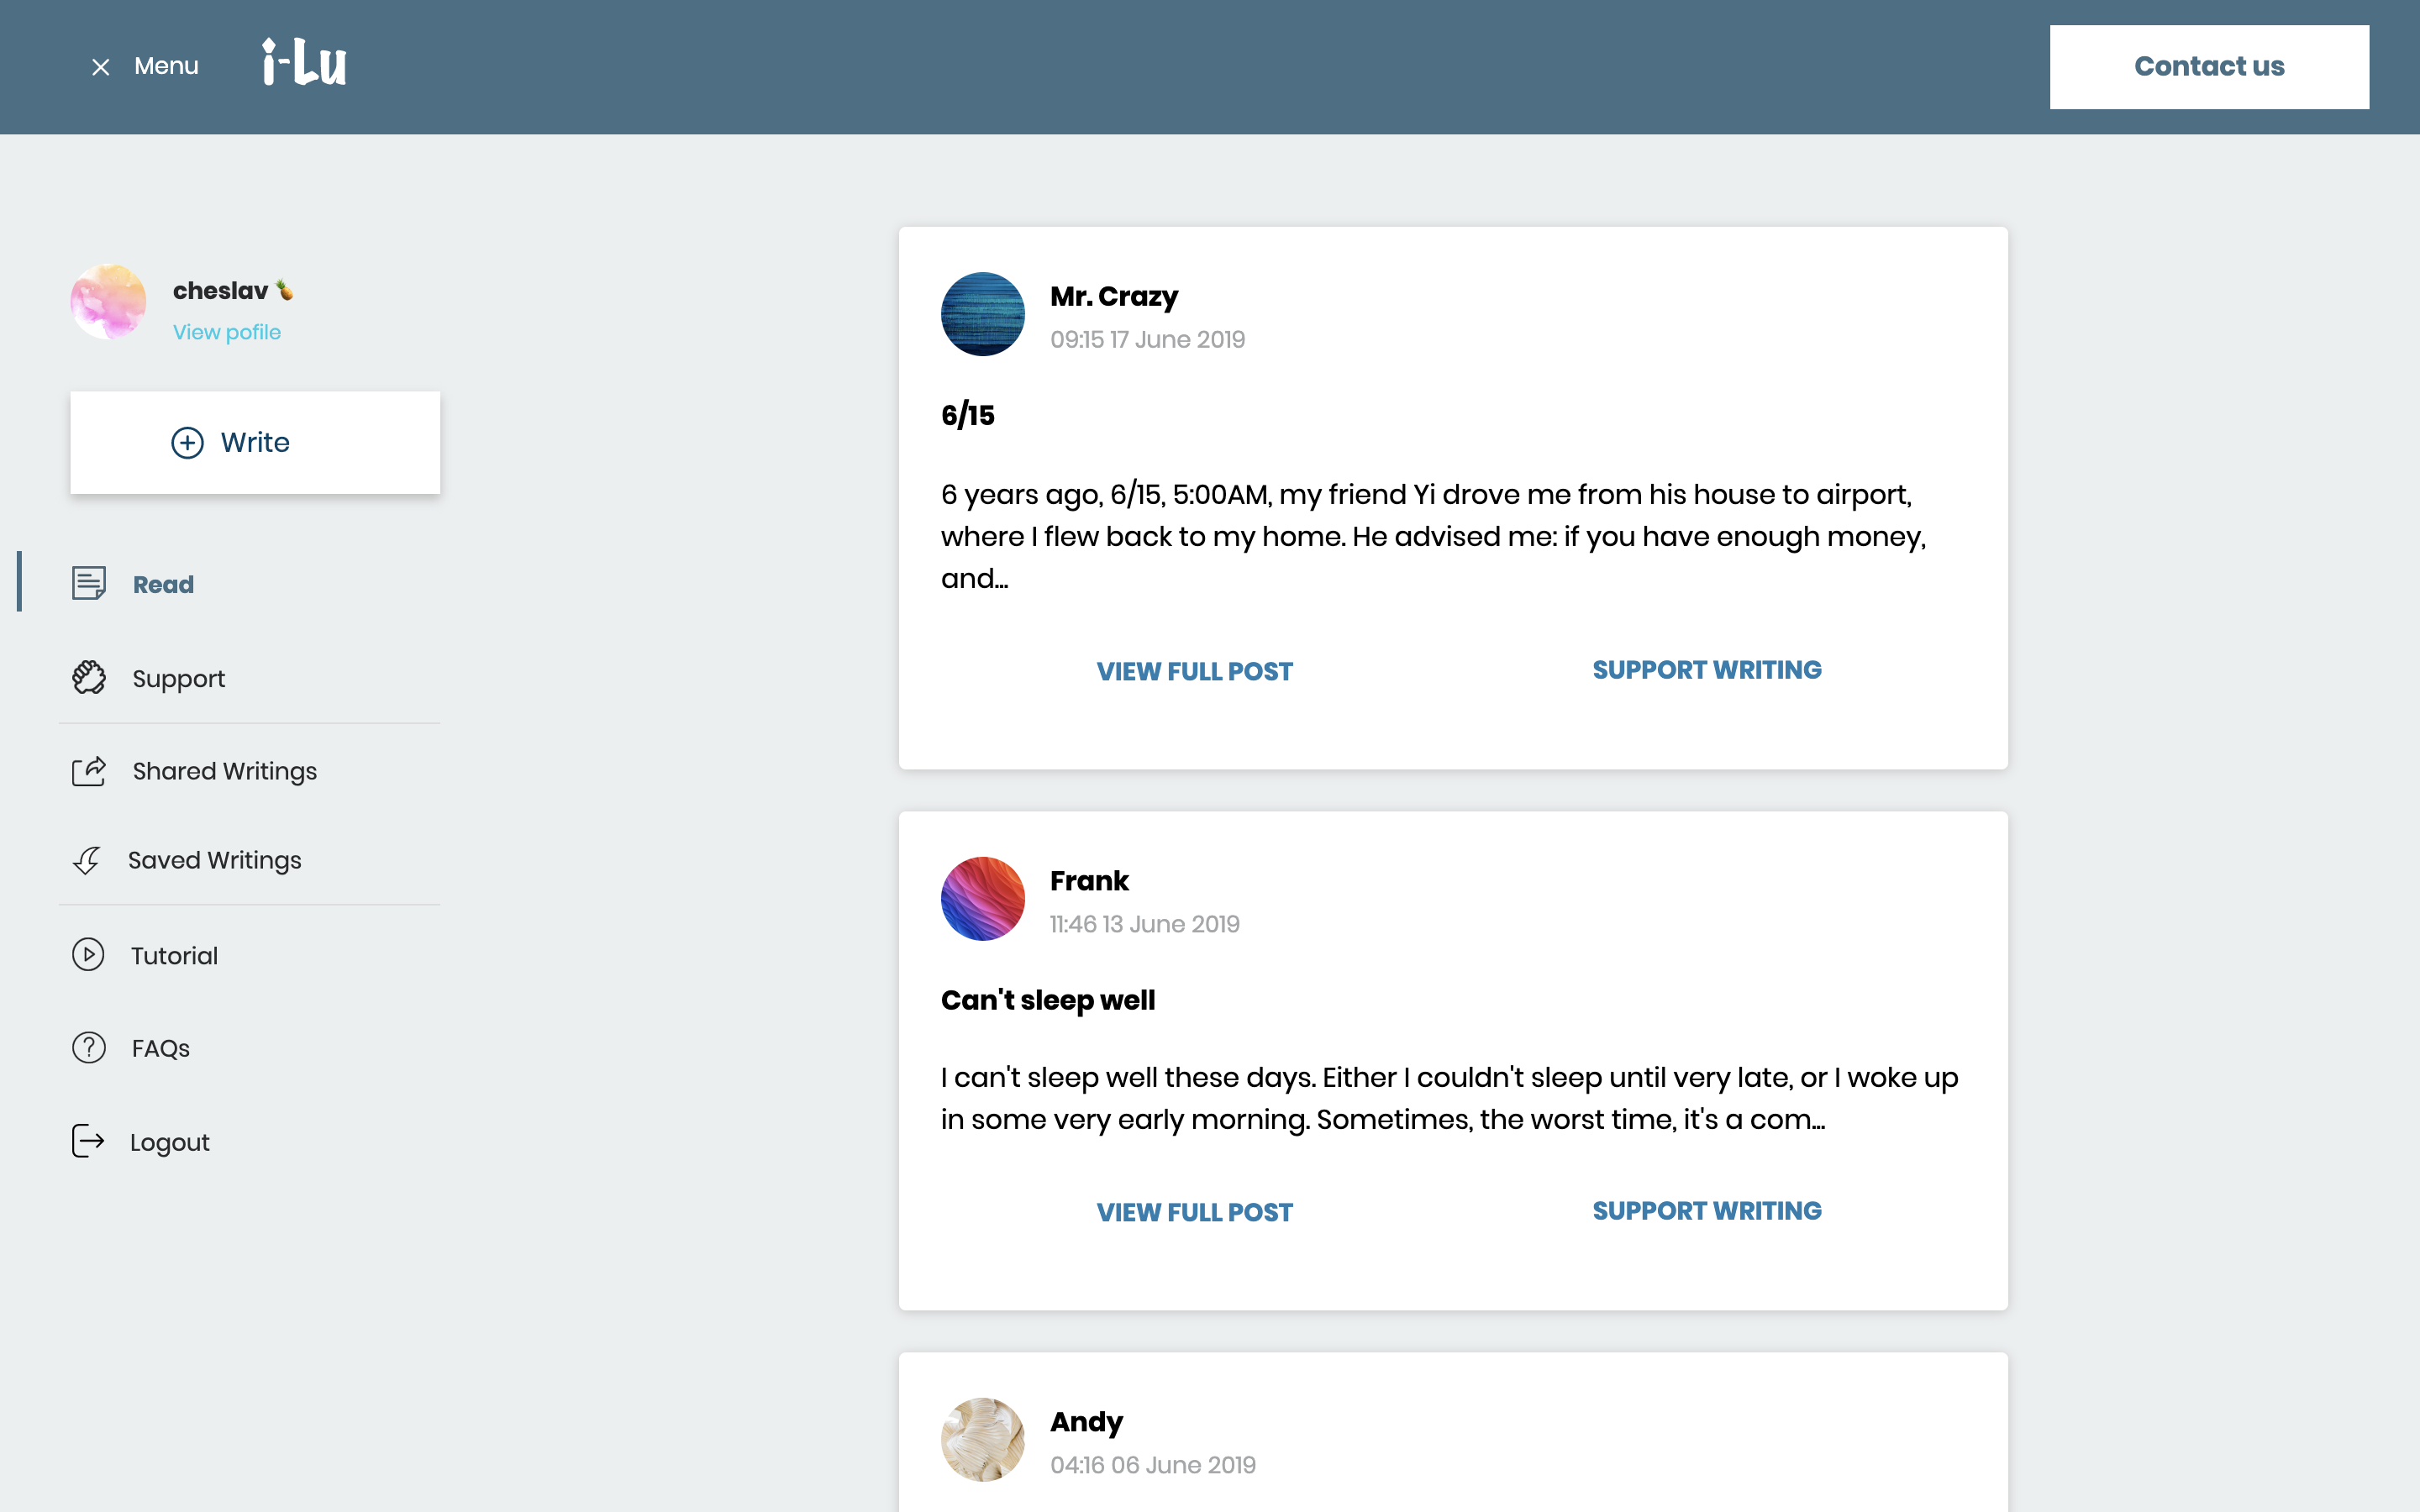 Menu
i-Lu
Contact us
cheslav 🍍
View pofile
Write
Read
Support
Shared Writings
Saved Writings
Tutorial
FAQs
Logout
Mr. Crazy
09:15 17 June 2019
6/15
6 years ago, 6/15, 5:00AM, my friend Yi drove me from his house to airport,
where I flew back to my home. He advised me: if you have enough money,
and...
VIEW FULL POST
SUPPORT WRITING
Frank
11:46 13 June 2019
Can't sleep well
I can't sleep well these days. Either I couldn't sleep until very late, or I woke up
in some very early morning. Sometimes, the worst time, it's a com...
VIEW FULL POST
SUPPORT WRITING
Andy
04:16 06 June 2019